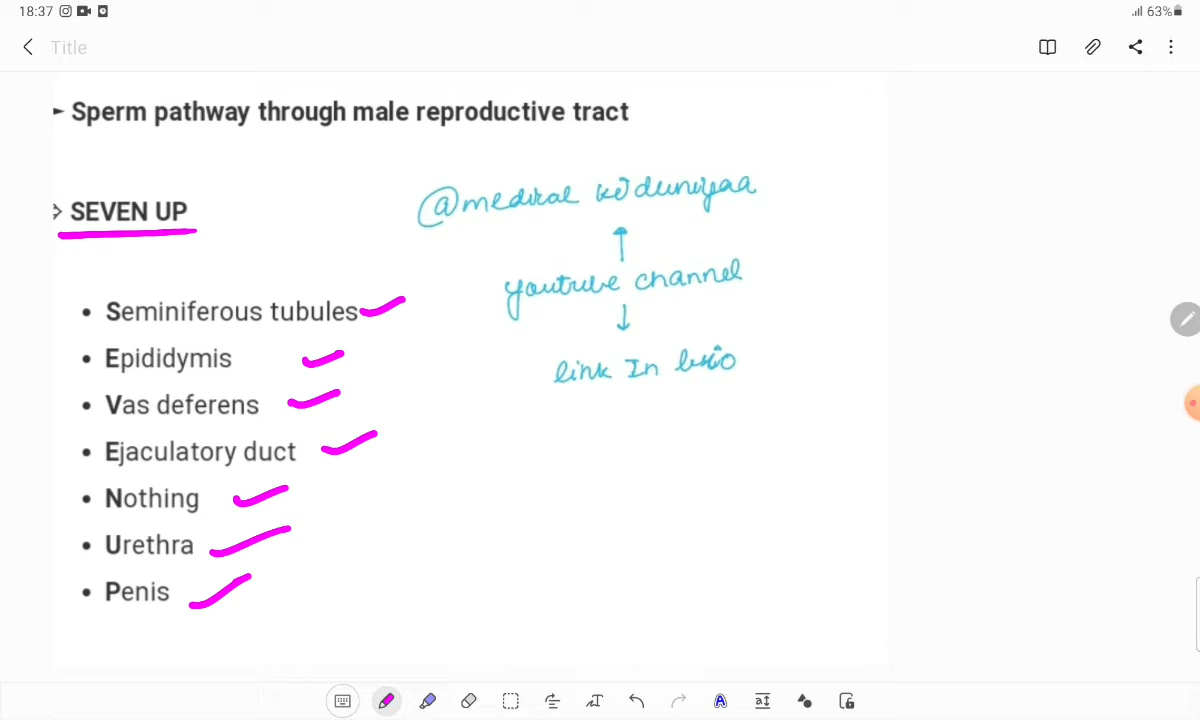 18:37
63%
Title
Sperm pathway through male reproductive tract
SEVEN UP
@medical ki duniyaa
youtube channel
link In bio
• Seminiferous tubules
• Epididymis
• Vas deferens
• Ejaculatory duct
• Nothing
• Urethra
• Penis